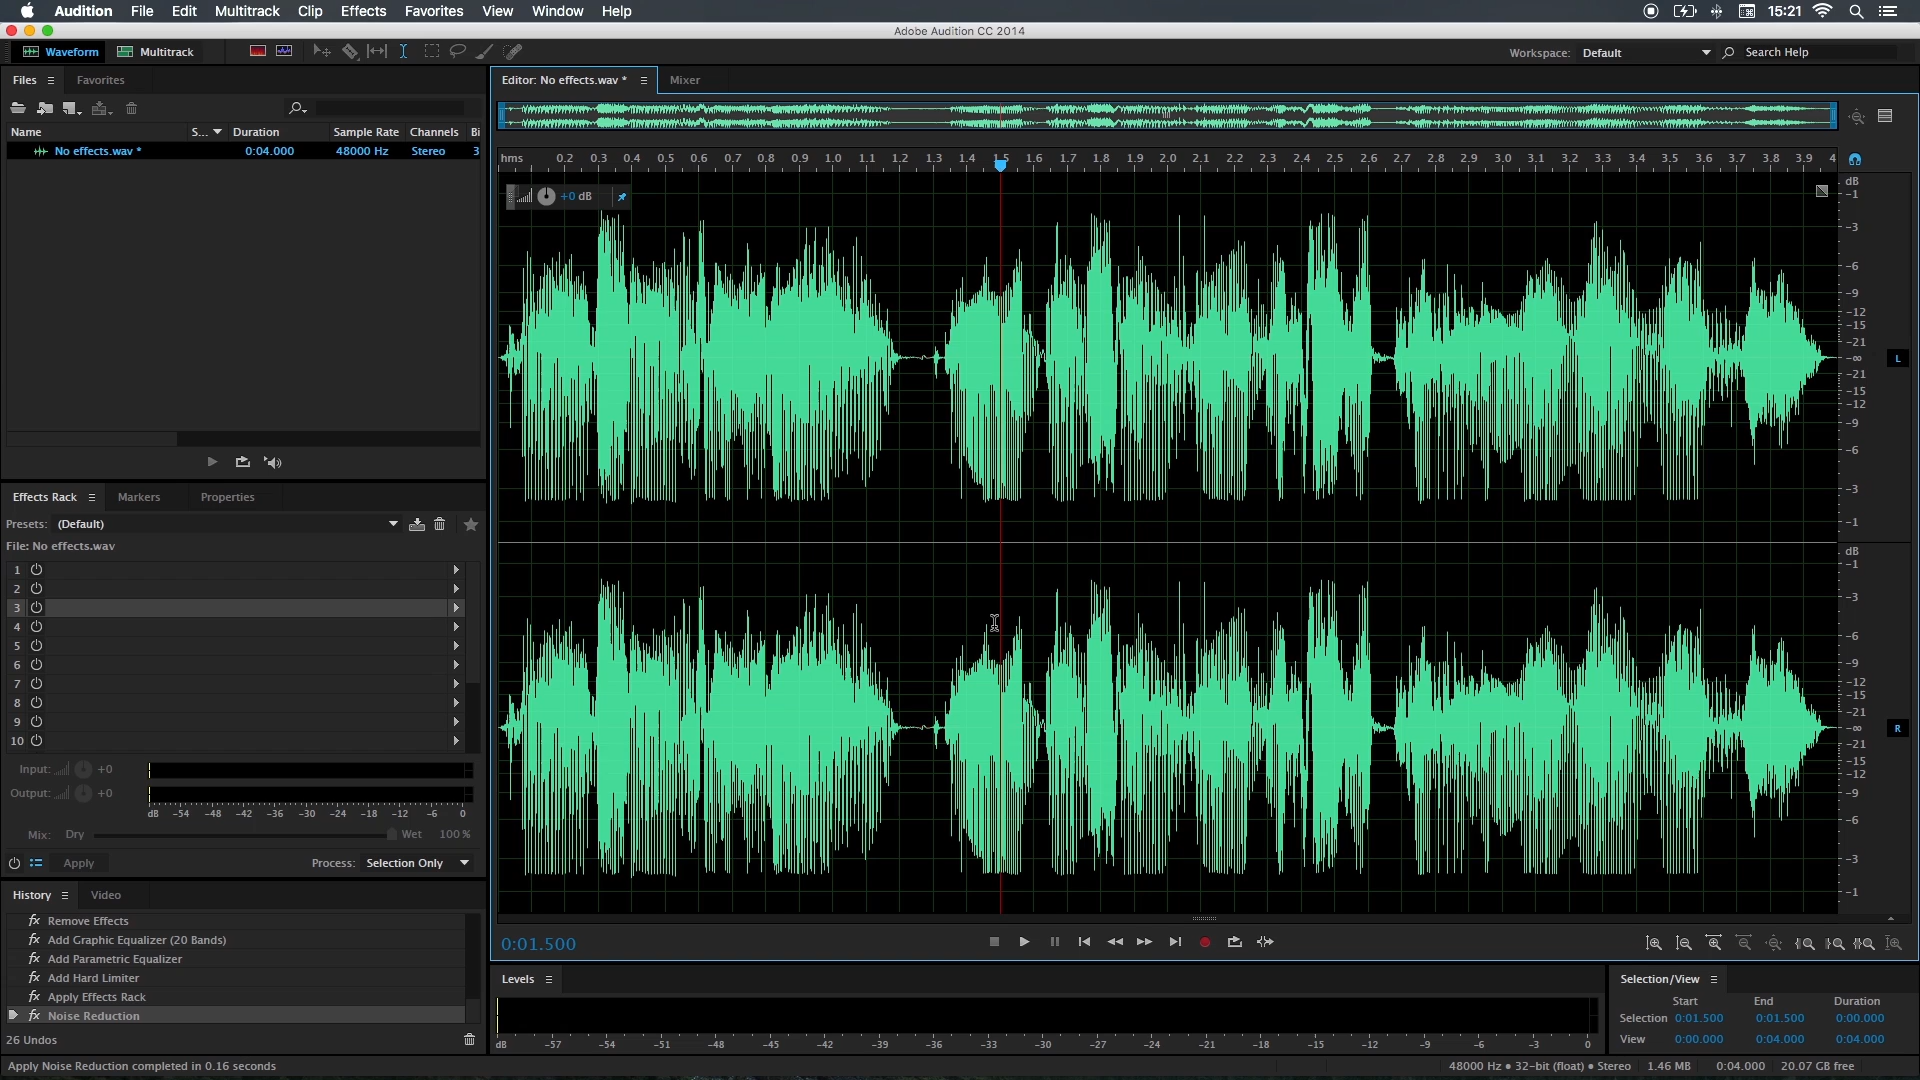 Audition File Edit Multitrack Clip Effects Favorites View Window Help 15:21
Adobe Audition CC 2014
Waveform Multitrack Workspace: Default Search Help
Files Favorites
Name S... Duration Sample Rate Channels Bi
No effects.wav * 0:04.000 48000 Hz Stereo 3
Effects Rack Markers Properties
Presets: (Default)
File: No effects.wav
1
2
3
4
5
6
7
8
9
10
Input: +0
Output: +0
dB -54 -48 -42 -36 -30 -24 -18 -12 -6 0
Mix: Dry Wet 100 %
Apply Process: Selection Only
History Video
fx Remove Effects
fx Add Graphic Equalizer (20 Bands)
fx Add Parametric Equalizer
fx Add Hard Limiter
fx Apply Effects Rack
fx Noise Reduction
26 Undos
Editor: No effects.wav * Mixer
hms 0.2 0.3 0.4 0.5 0.6 0.7 0.8 0.9 1.0 1.1 1.2 1.3 1.4 1.5 1.6 1.7 1.8 1.9 2.0 2.1 2.2 2.3 2.4 2.5 2.6 2.7 2.8 2.9 3.0 3.1 3.2 3.3 3.4 3.5 3.6 3.7 3.8 3.9 4
+0 dB
dB
-1
-3
-6
-9
-12
-15
-21
-∞ L
-21
-15
-12
-9
-6
-3
-1
dB
-1
-3
-6
-9
-12
-15
-21
-∞ R
-21
-15
-12
-9
-6
-3
-1
0:01.500
Levels
dB -57 -54 -51 -48 -45 -42 -39 -36 -33 -30 -27 -24 -21 -18 -15 -12 -9 -6 -3 0
Selection/View
Start End Duration
Selection 0:01.500 0:01.500 0:00.000
View 0:00.000 0:04.000 0:04.000
Apply Noise Reduction completed in 0.16 seconds 48000 Hz • 32-bit (float) • Stereo 1.46 MB 0:04.000 20.07 GB free